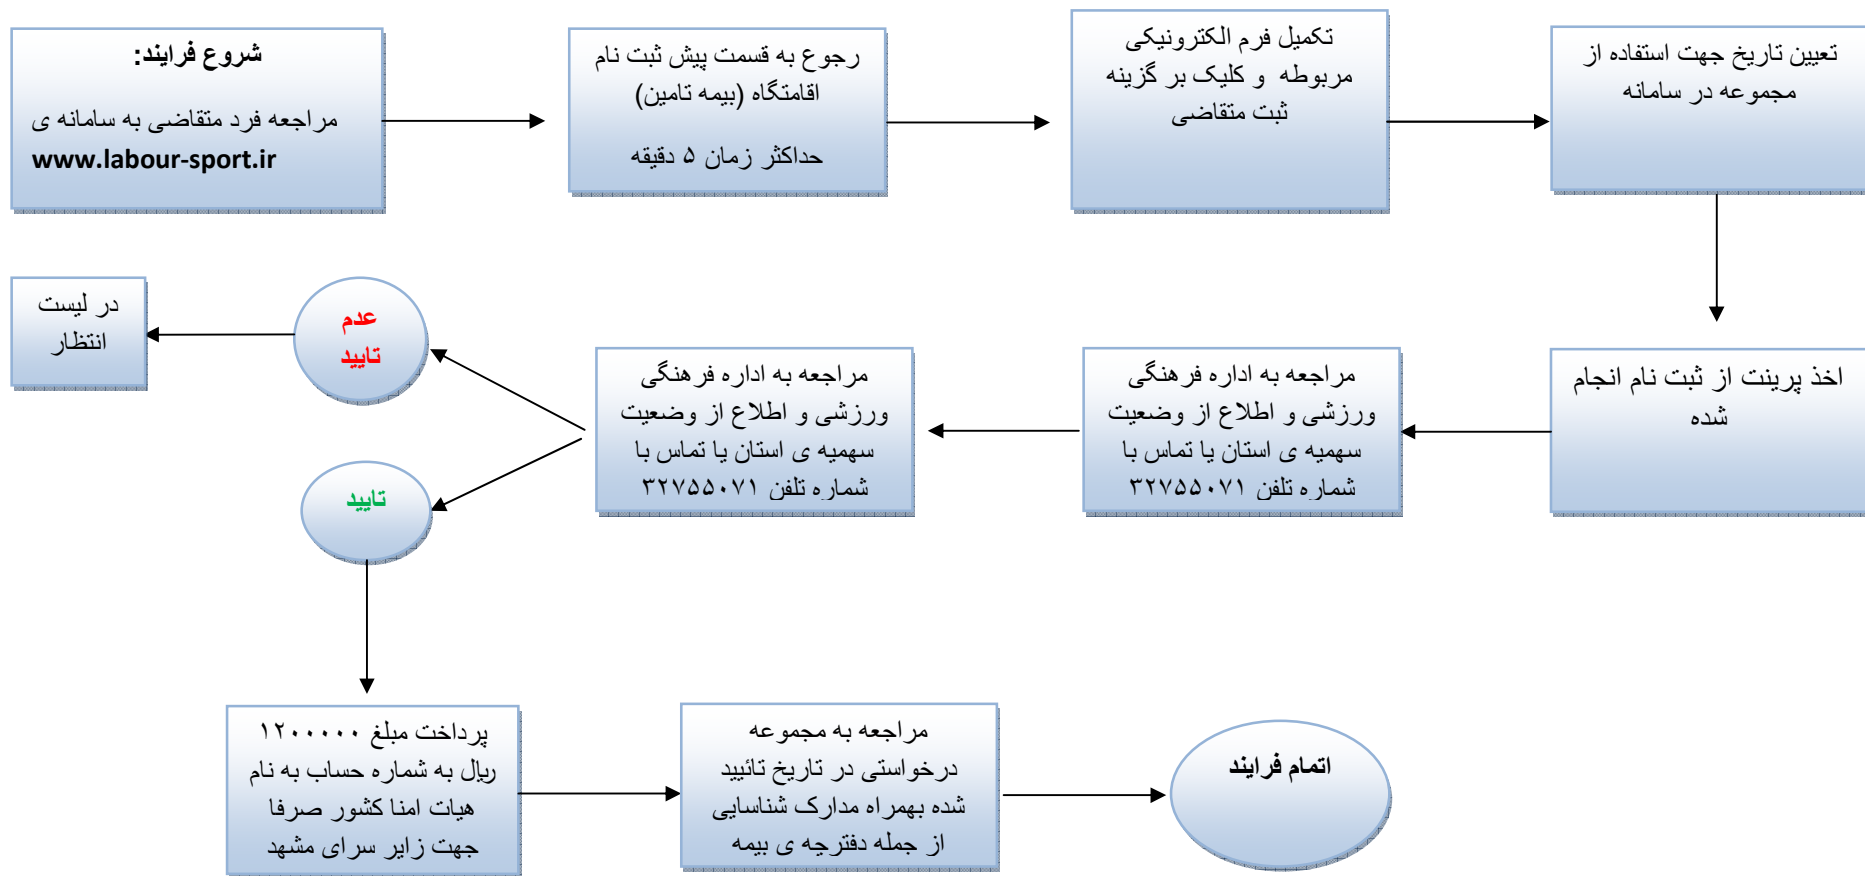 شروع فرایند:
مراجعه فرد متقاضی به سامانه ی
www.labour-sport.ir
رجوع به قسمت پیش ثبت نام
اقامتگاه (بیمه تامین)
حداکثر زمان ۵ دقیقه
تکمیل فرم الکترونیکی
مربوطه و کلیک بر گزینه
ثبت متقاضی
تعیین تاریخ جهت استفاده از
مجموعه در سامانه
اخذ پرینت از ثبت نام انجام
شده
مراجعه به اداره فرهنگی
ورزشی و اطلاع از وضعیت
سهمیه ی استان یا تماس با
شماره تلفن ۳۲۷۵۵۰۷۱
مراجعه به اداره فرهنگی
ورزشی و اطلاع از وضعیت
سهمیه ی استان یا تماس با
شماره تلفن ۳۲۷۵۵۰۷۱
عدم
تایید
در لیست
انتظار
تایید
پرداخت مبلغ ۱۲۰۰۰۰۰
ریال به شماره حساب به نام
هیات امنا کشور صرفا
جهت زایر سرای مشهد
مراجعه به مجموعه
درخواستی در تاریخ تائیید
شده بهمراه مدارک شناسایی
از جمله دفترچه ی بیمه
اتمام فرایند